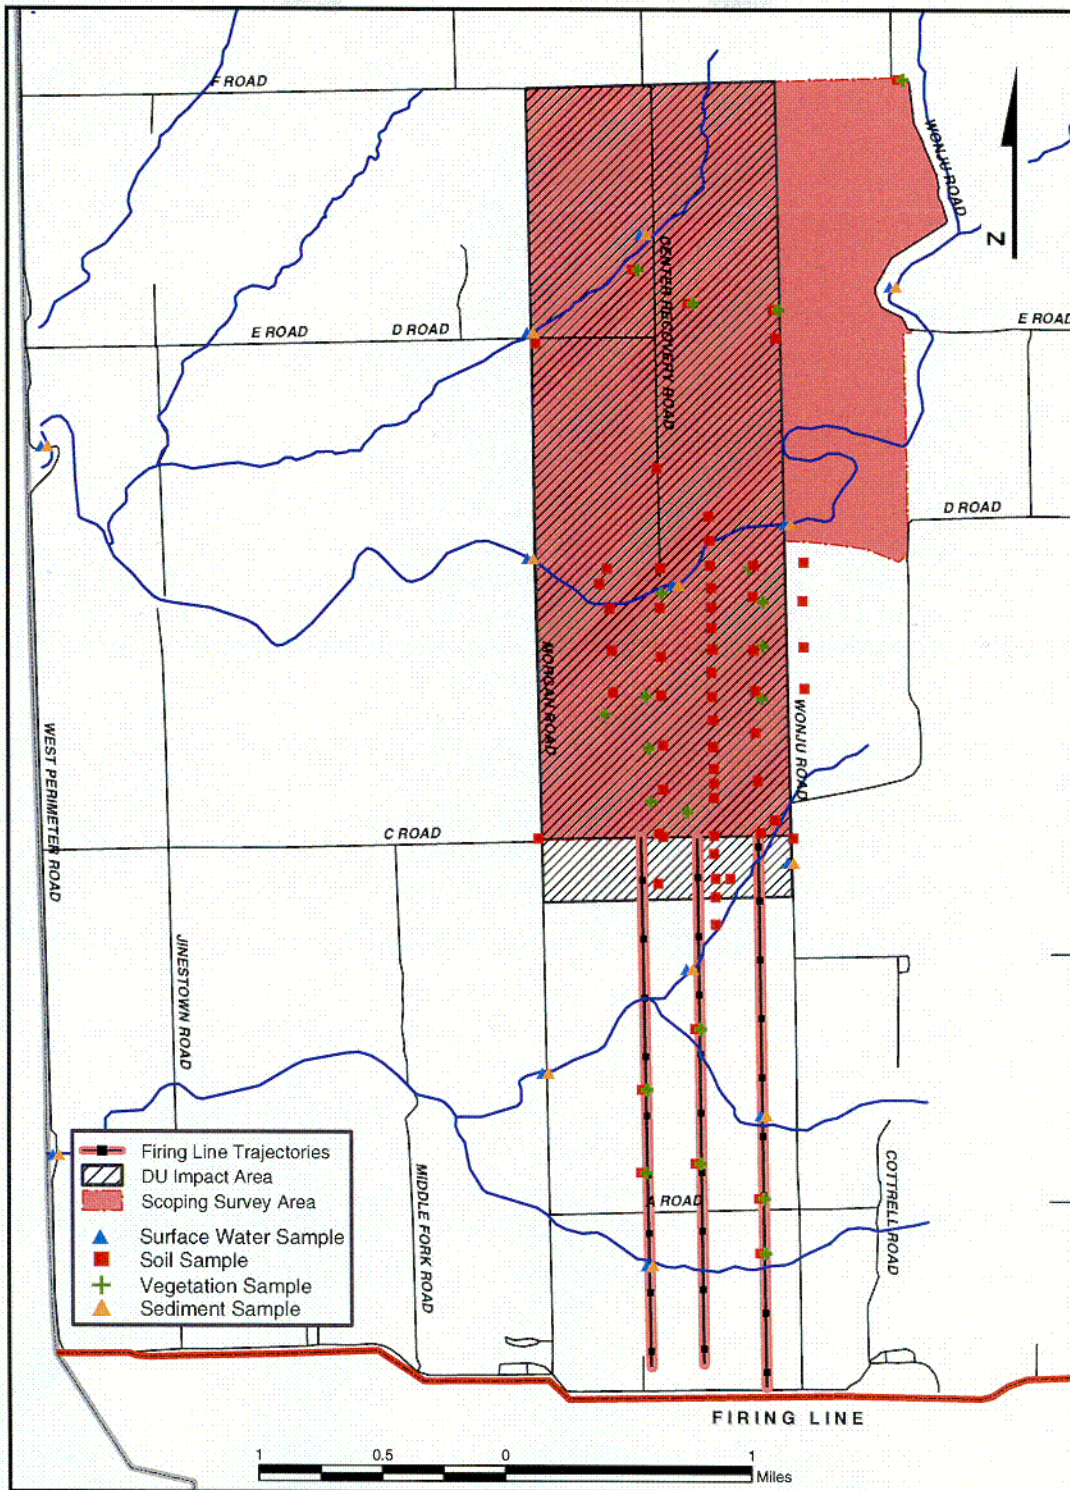 F ROAD
WONJU ROAD
N
CENTER RECOVERY ROAD
E ROAD
D ROAD
E ROAD
D ROAD
MORGAN ROAD
WONJU ROAD
WEST PERIMETER ROAD
C ROAD
JINESTOWN ROAD
Firing Line Trajectories
DU Impact Area
Scoping Survey Area
Surface Water Sample
Soil Sample
Vegetation Sample
Sediment Sample
MIDDLE FORK ROAD
A ROAD
COTTRELL ROAD
FIRING LINE
1 0.5 0 1
Miles